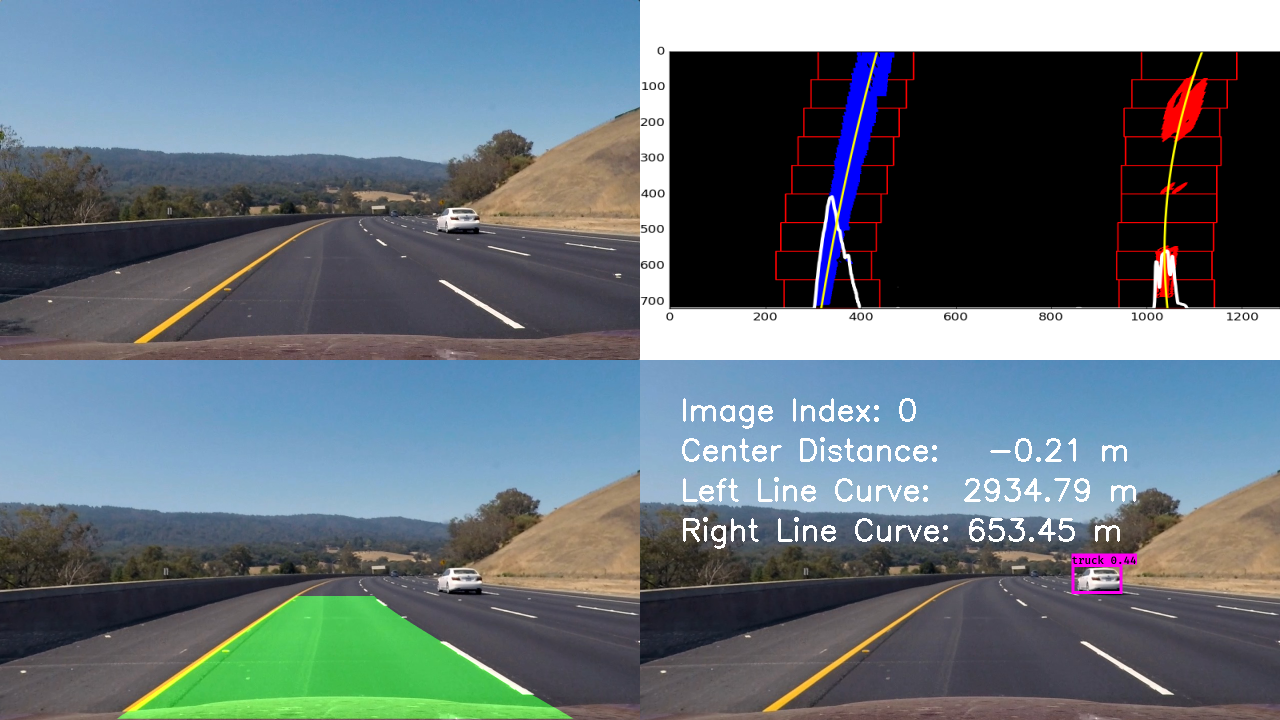 0
100
200
300
400
500
600
700
0 200 400 600 800 1000 1200
Image Index: 0
Center Distance: −0.21 m
Left Line Curve: 2934.79 m
Right Line Curve: 653.45 m
truck 0.44